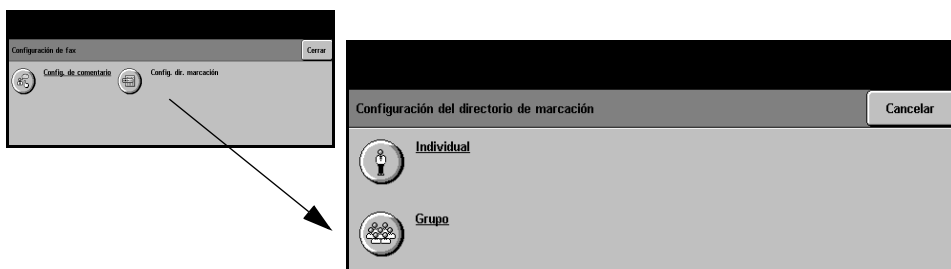 Configuración de fax
Cerrar
Config. de comentario
Config. dir. marcación
Configuración del directorio de marcación
Cancelar
Individual
Grupo